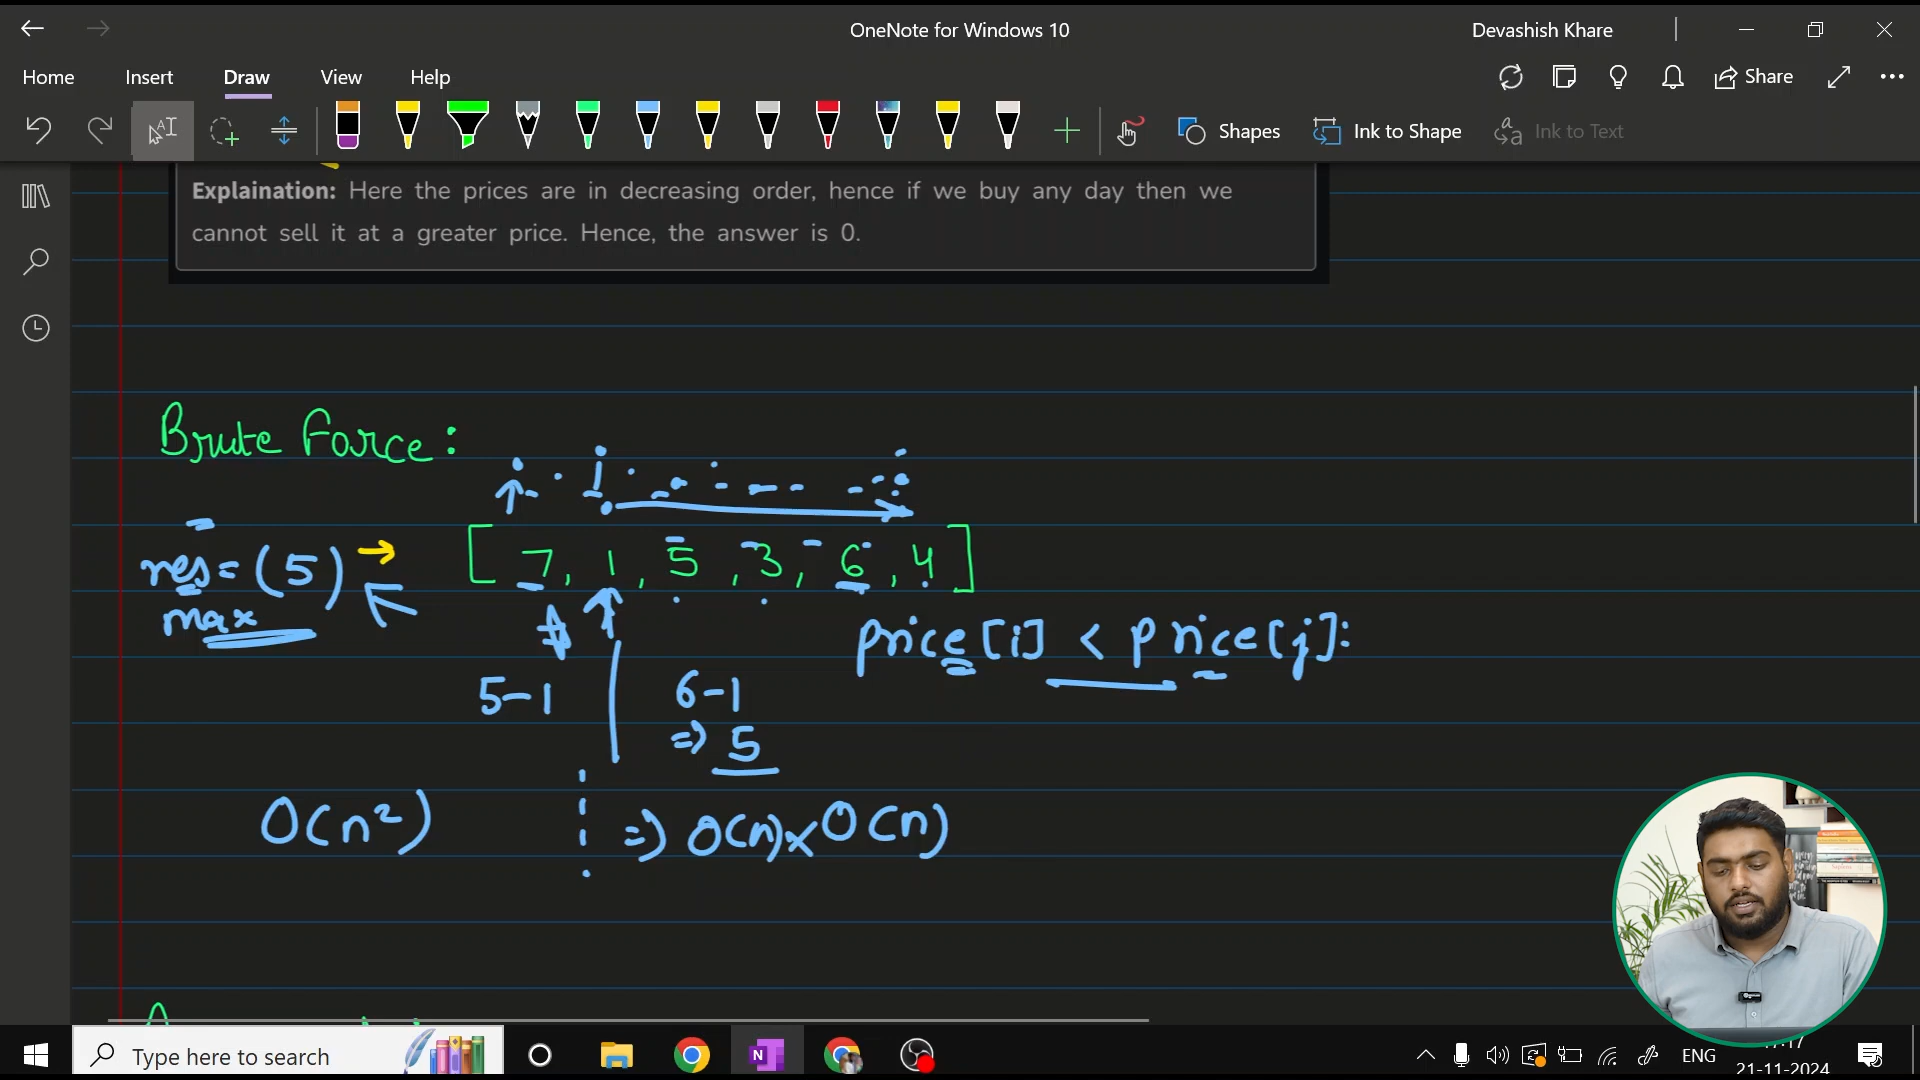 OneNote for Windows 10
Devashish Khare
Home Insert Draw View Help
Share
Shapes Ink to Shape Ink to Text
Explaination: Here the prices are in decreasing order, hence if we buy any day then we
cannot sell it at a greater price. Hence, the answer is 0.
Brute Force:
i j
res = (5) → [7, 1, 5, 3, 6, 4]
max
price[i] < price[j]:
5-1 6-1
=> 5
O(n²) => O(n)×O(n)
Type here to search
ENG
21-11-2024